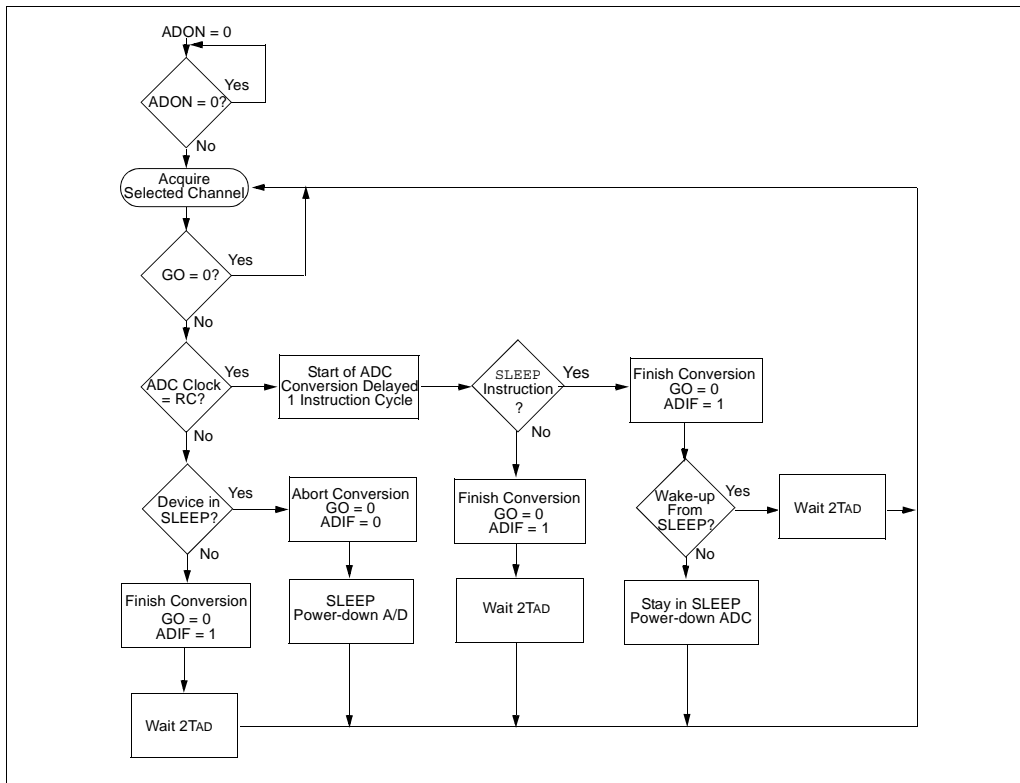 ADON = 0
Yes
ADON = 0?
No
Acquire
Selected Channel
Yes
GO = 0?
No
ADC Clock
= RC?
Yes
Start of ADC
Conversion Delayed
1 Instruction Cycle
SLEEP
Instruction
?
Yes
Finish Conversion
GO = 0
ADIF = 1
No
No
Device in
SLEEP?
Yes
Abort Conversion
GO = 0
ADIF = 0
Finish Conversion
GO = 0
ADIF = 1
Wake-up
From
SLEEP?
Yes
Wait 2TAD
No
No
Finish Conversion
GO = 0
ADIF = 1
SLEEP
Power-down A/D
Wait 2TAD
Stay in SLEEP
Power-down ADC
Wait 2TAD